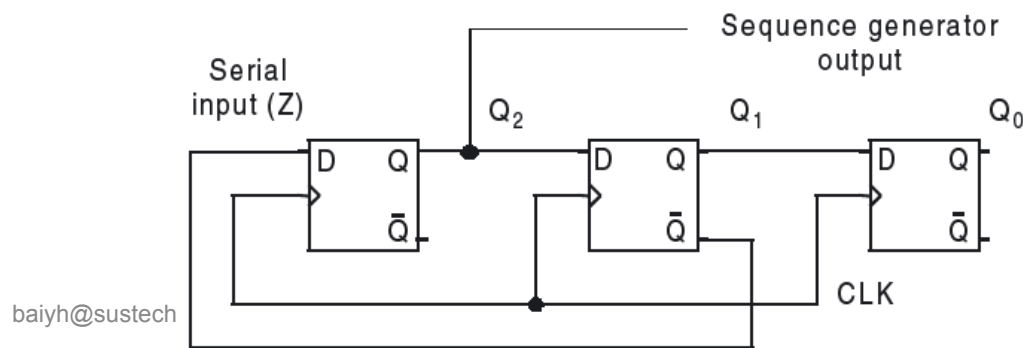 Sequence generator
output
Serial
input (Z)
Q₂
Q₁
Q₀
D Q
D Q
D Q
Q̅
Q̅
Q̅
CLK
baiyh@sustech